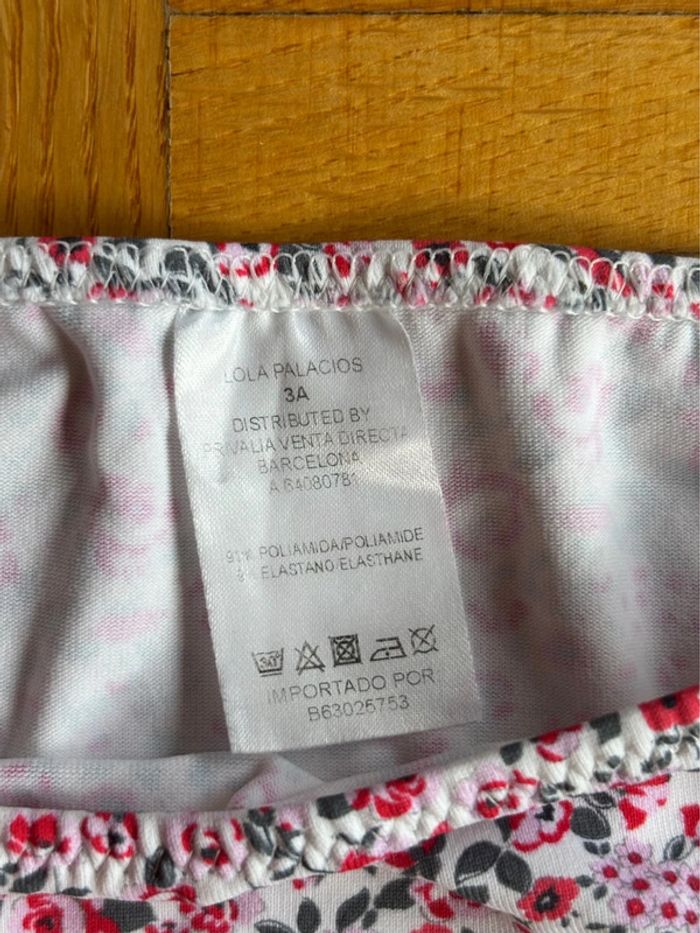 LOLA PALACIOS
3A
DISTRIBUTED BY
PRIVALIA VENTA DIRECTA
BARCELONA
A 64080781
91% POLIAMIDA/POLIAMIDE
9% ELASTANO/ELASTHANE
30°
IMPORTADO POR
B63025753